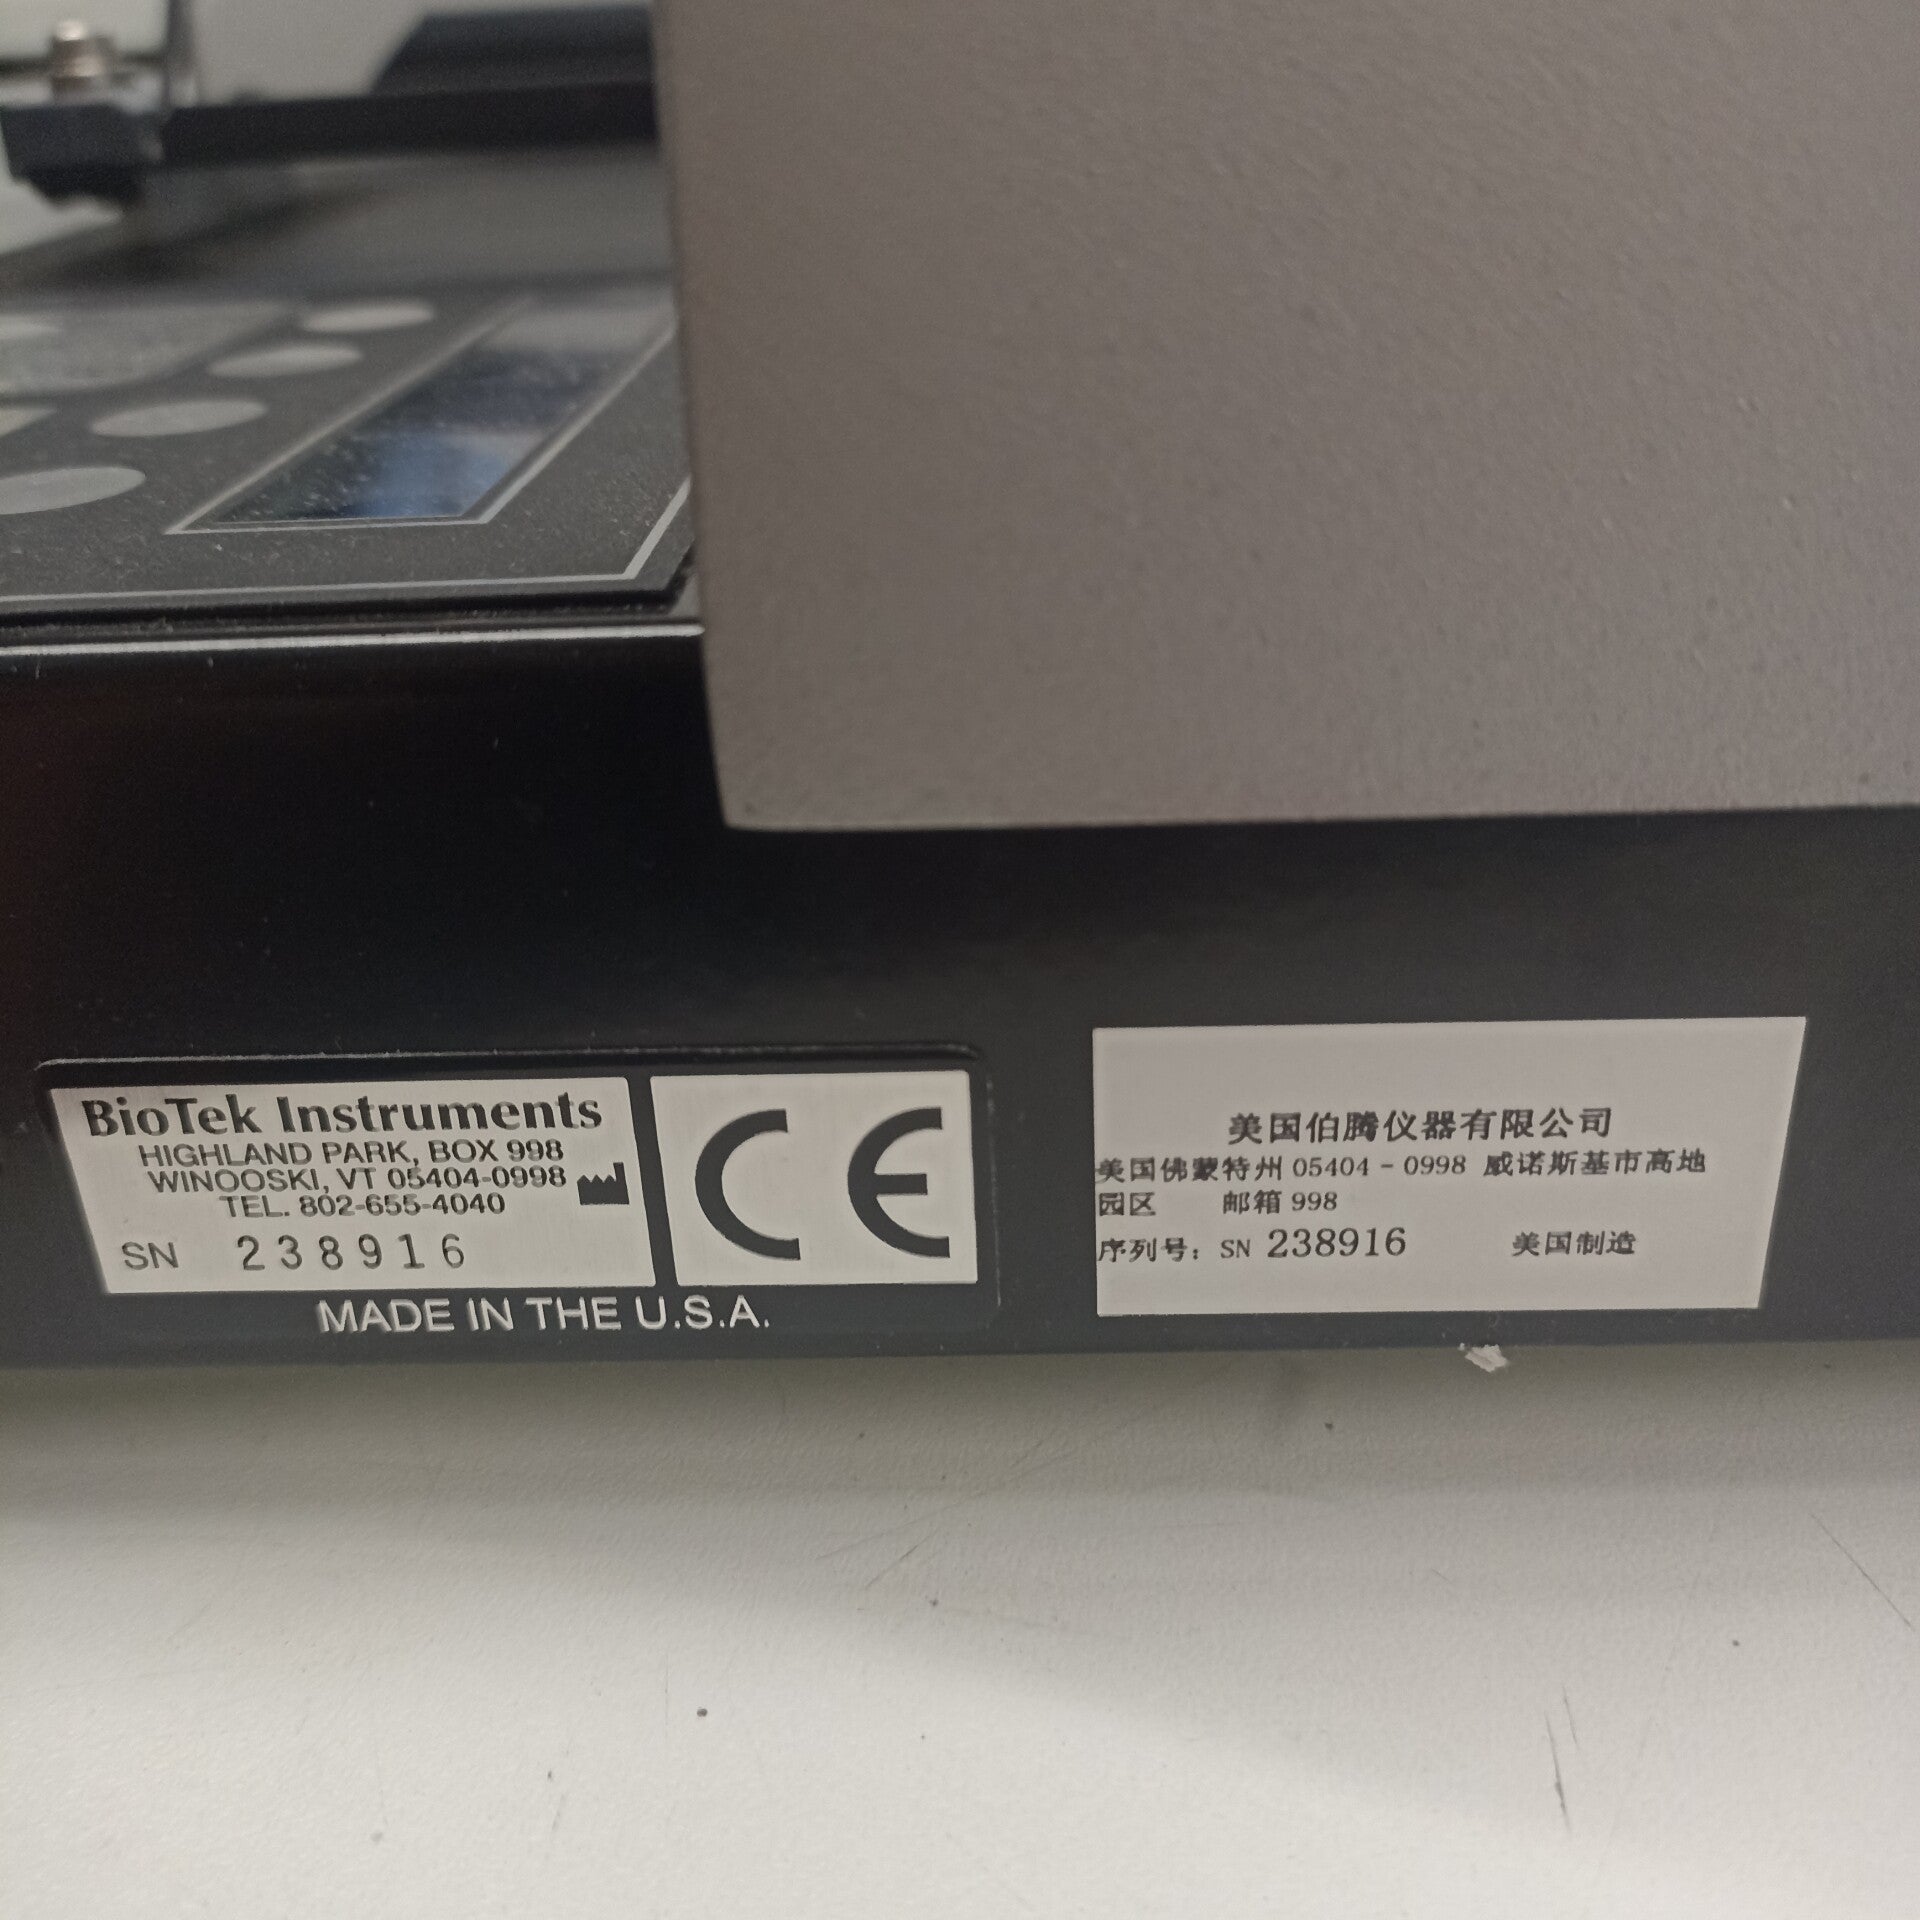 BioTek Instruments
HIGHLAND PARK, BOX 998
WINOOSKI, VT 05404-0998
TEL. 802-655-4040
SN 238916
CE
MADE IN THE U.S.A.
美国伯腾仪器有限公司
美国佛蒙特州 05404-0998 威诺斯基市高地
园区 邮箱 998
序列号: SN 238916 美国制造